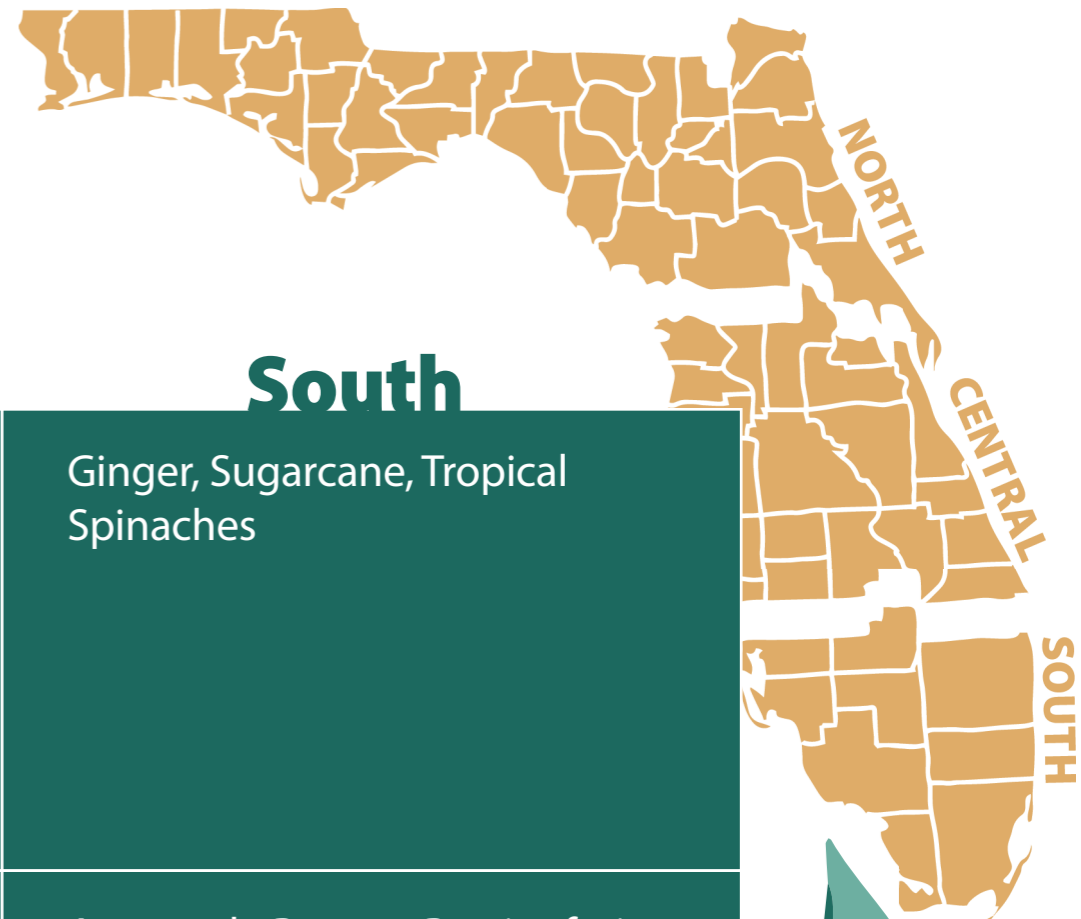 NORTH
South
CENTRAL
Ginger, Sugarcane, Tropical
Spinaches
SOUTH